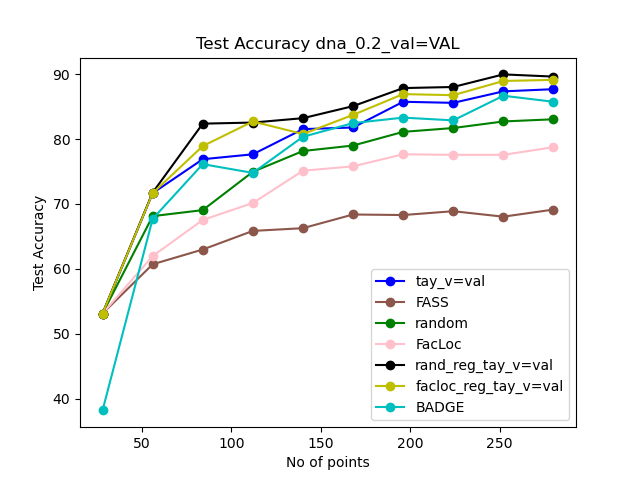 Test Accuracy dna_0.2_val=VAL
90
80
70
60
50
40
Test Accuracy
50
100
150
200
250
No of points
tay_v=val
FASS
random
FacLoc
rand_reg_tay_v=val
facloc_reg_tay_v=val
BADGE